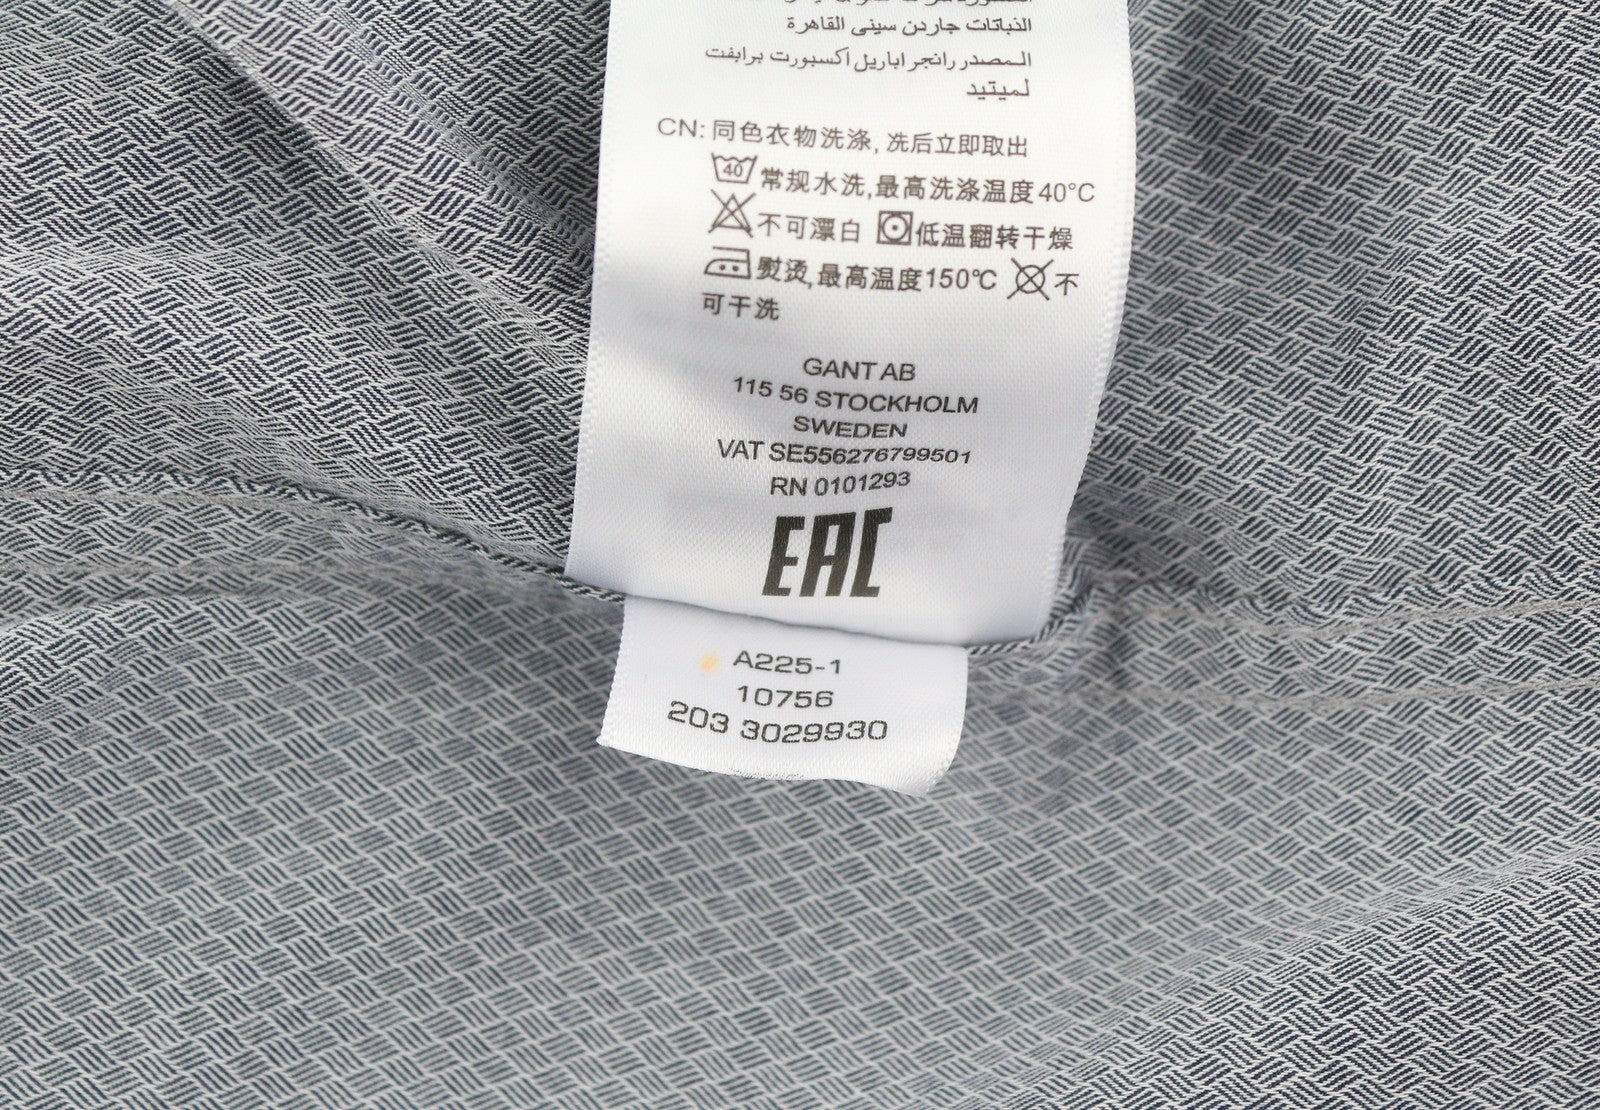 الذباتات جاردن سيتى القاهرة
المصدر رانجر اباريل اكسبورت برايفت
لميتيد
CN: 同色衣物洗涤, 冼后立即取出
40 常规水洗,最高洗涤温度40°C
不可漂白 低温翻转干燥
熨烫,最高温度150℃ 不
可干洗
GANT AB
115 56 STOCKHOLM
SWEDEN
VAT SE556276799501
RN 0101293
EAC
A225-1
10756
203 3029930